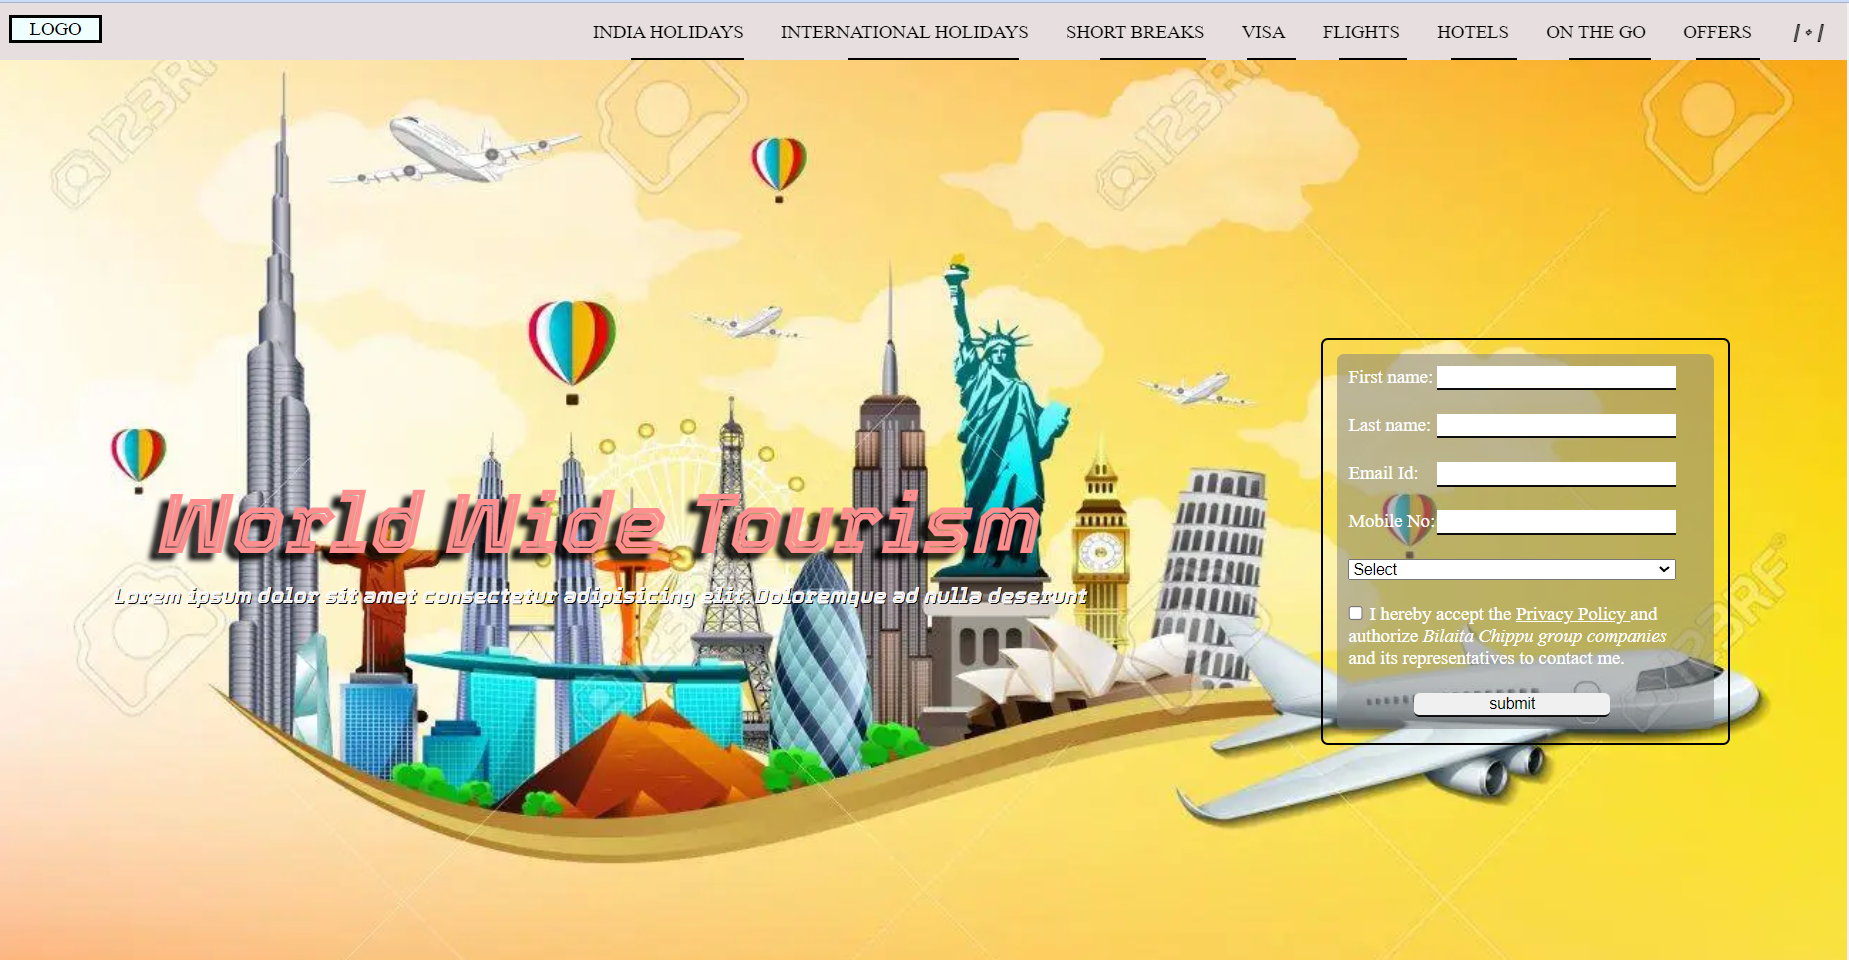 LOGO
INDIA HOLIDAYS INTERNATIONAL HOLIDAYS SHORT BREAKS VISA FLIGHTS HOTELS ON THE GO OFFERS
123RF
123RF
First name:
Last name:
Email Id:
Mobile No:
World Wide Tourism
Select
Lorem ipsum dolor sit amet consectetur adipisicing elit. Doloremque ad nulla deserunt
I hereby accept the Privacy Policy and
authorize Bilaita Chippu group companies
and its representatives to contact me.
123RF
submit